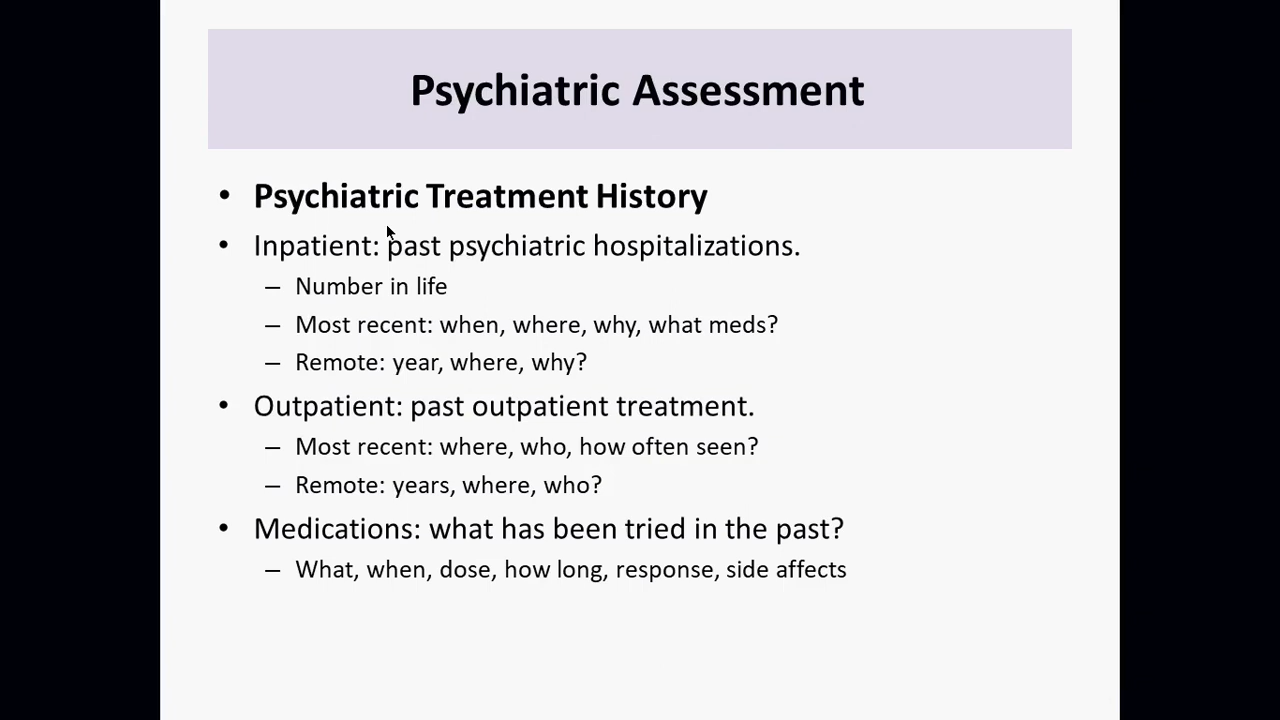 Psychiatric Assessment
• Psychiatric Treatment History
• Inpatient: past psychiatric hospitalizations.
– Number in life
– Most recent: when, where, why, what meds?
– Remote: year, where, why?
• Outpatient: past outpatient treatment.
– Most recent: where, who, how often seen?
– Remote: years, where, who?
• Medications: what has been tried in the past?
– What, when, dose, how long, response, side affects